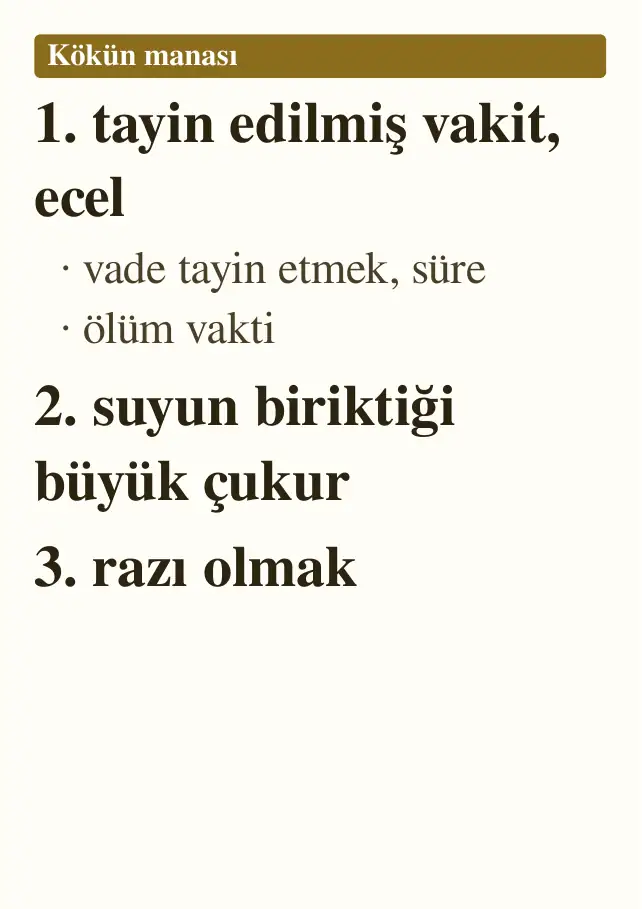 Kökün manası
1. tayin edilmiş vakit,
ecel
· vade tayin etmek, süre
· ölüm vakti
2. suyun biriktiği
büyük çukur
3. razı olmak